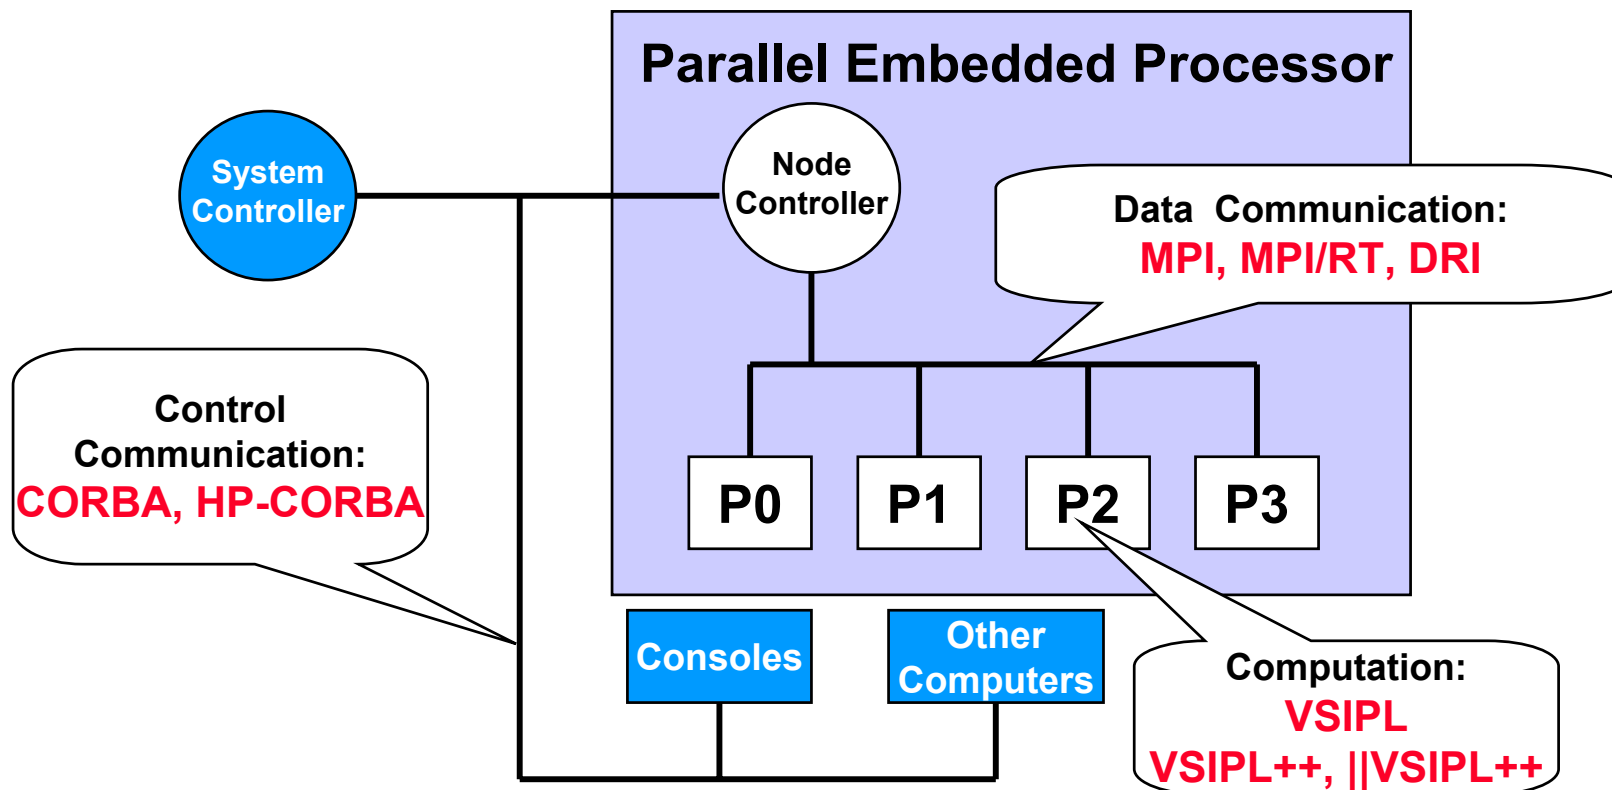 Parallel Embedded Processor
System
Controller
Node
Controller
Data Communication:
MPI, MPI/RT, DRI
Control
Communication:
CORBA, HP-CORBA
P0
P1
P2
P3
Consoles
Other
Computers
Computation:
VSIPL
VSIPL++, ||VSIPL++